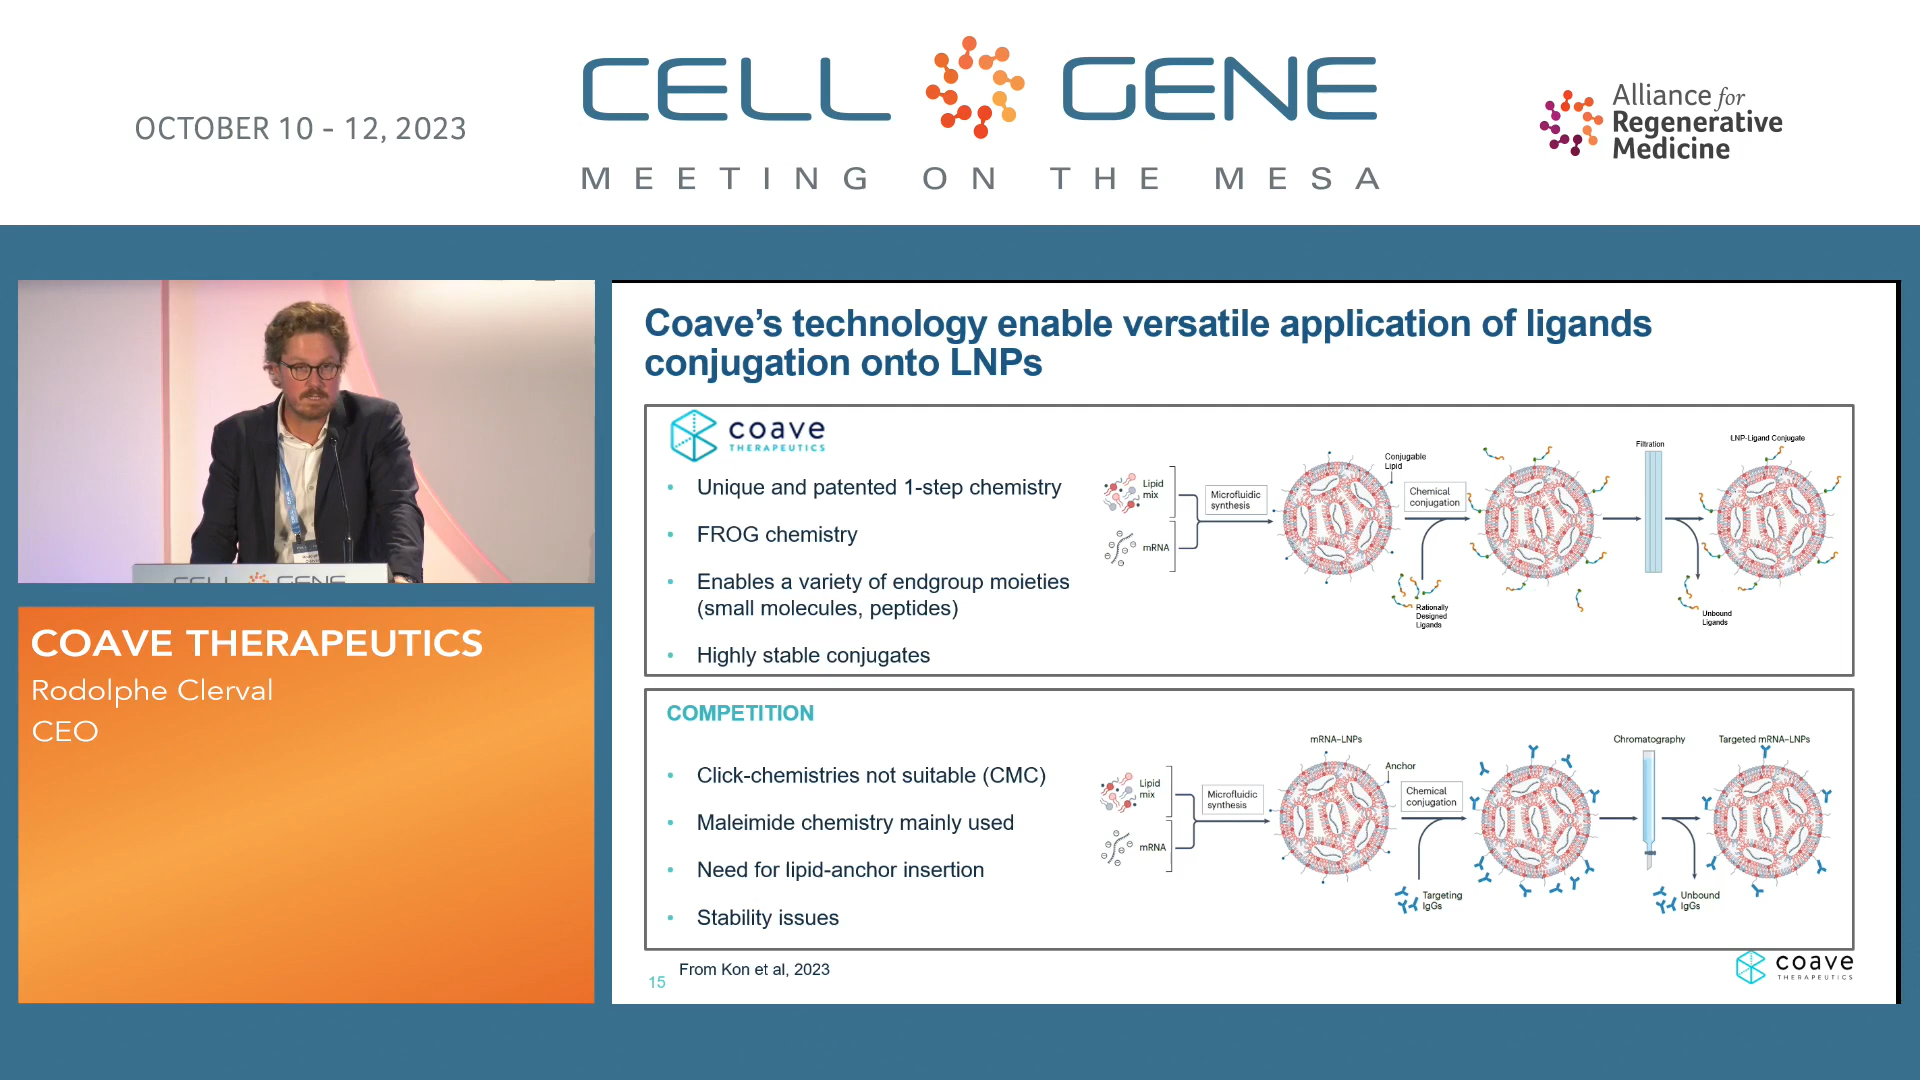 OCTOBER 10 - 12, 2023
CELL GENE
MEETING ON THE MESA
Alliance for
Regenerative
Medicine
CELL GENE
COAVE THERAPEUTICS
Rodolphe Clerval
CEO
Coave's technology enable versatile application of ligands
conjugation onto LNPs
coave
THERAPEUTICS
• Unique and patented 1-step chemistry
• FROG chemistry
• Enables a variety of endgroup moieties
(small molecules, peptides)
• Highly stable conjugates
Lipid
mix
mRNA
Microfluidic
synthesis
Conjugable
Lipid
Chemical
conjugation
Rationally
Designed
Ligands
Filtration
Unbound
Ligands
LNP-Ligand Conjugate
COMPETITION
• Click-chemistries not suitable (CMC)
• Maleimide chemistry mainly used
• Need for lipid-anchor insertion
• Stability issues
Lipid
mix
mRNA
Microfluidic
synthesis
mRNA–LNPs
Anchor
Chemical
conjugation
Targeting
IgGs
Chromatography
Unbound
IgGs
Targeted mRNA–LNPs
From Kon et al, 2023
15
coave
THERAPEUTICS